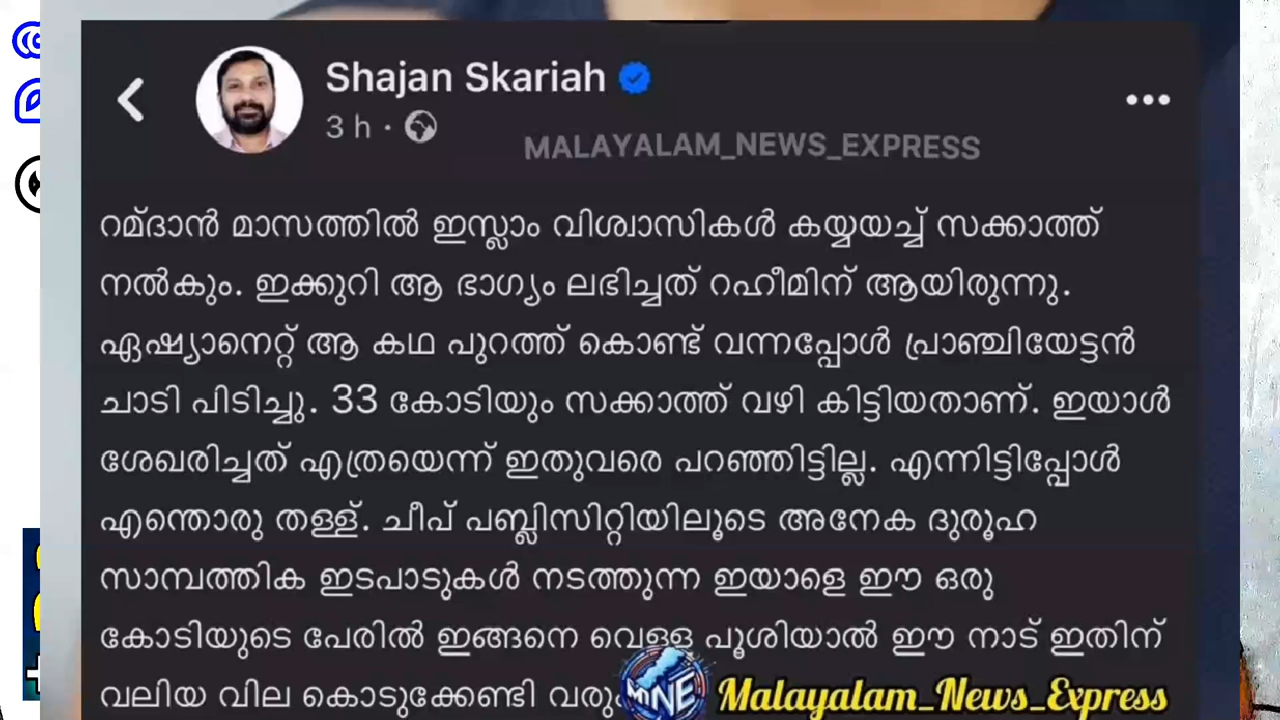 Shajan Skariah
3 h ·
MALAYALAM_NEWS_EXPRESS
റമ്ദാൻ മാസത്തിൽ ഇസ്ലാം വിശ്വാസികൾ കയ്യയച്ച് സക്കാത്ത്
നൽകും. ഇക്കുറി ആ ഭാഗ്യം ലഭിച്ചത് റഹീമിന് ആയിരുന്നു.
ഏഷ്യാനെറ്റ് ആ കഥ പുറത്ത് കൊണ്ട് വന്നപ്പോൾ പ്രാഞ്ചിയേട്ടൻ
ചാടി പിടിച്ചു. 33 കോടിയും സക്കാത്ത് വഴി കിട്ടിയതാണ്. ഇയാൾ
ശേഖരിച്ചത് എത്രയെന്ന് ഇതുവരെ പറഞ്ഞിട്ടില്ല. എന്നിട്ടിപ്പോൾ
എന്തൊരു തള്ള്. ചീപ് പബ്ലിസിറ്റിയിലൂടെ അനേക ദുരൂഹ
സാമ്പത്തിക ഇടപാടുകൾ നടത്തുന്ന ഇയാളെ ഈ ഒരു
കോടിയുടെ പേരിൽ ഇങ്ങനെ വെള്ള പൂശിയാൽ ഈ നാട് ഇതിന്
വലിയ വില കൊടുക്കേണ്ടി
MNE Malayalam_News_Express